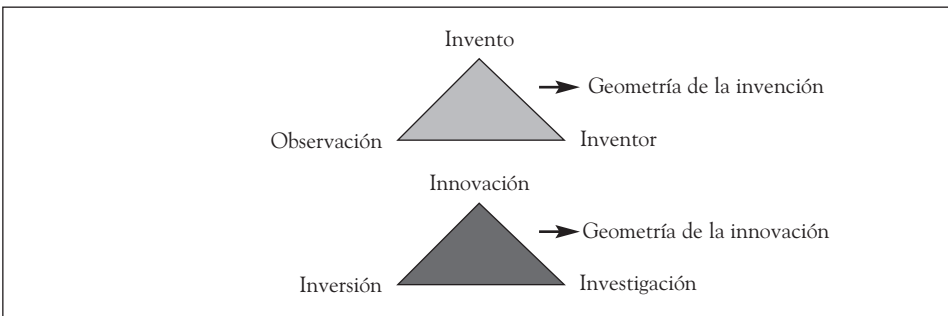 Invento
Geometría de la invención
Observación
Inventor
Innovación
Geometría de la innovación
Inversión
Investigación